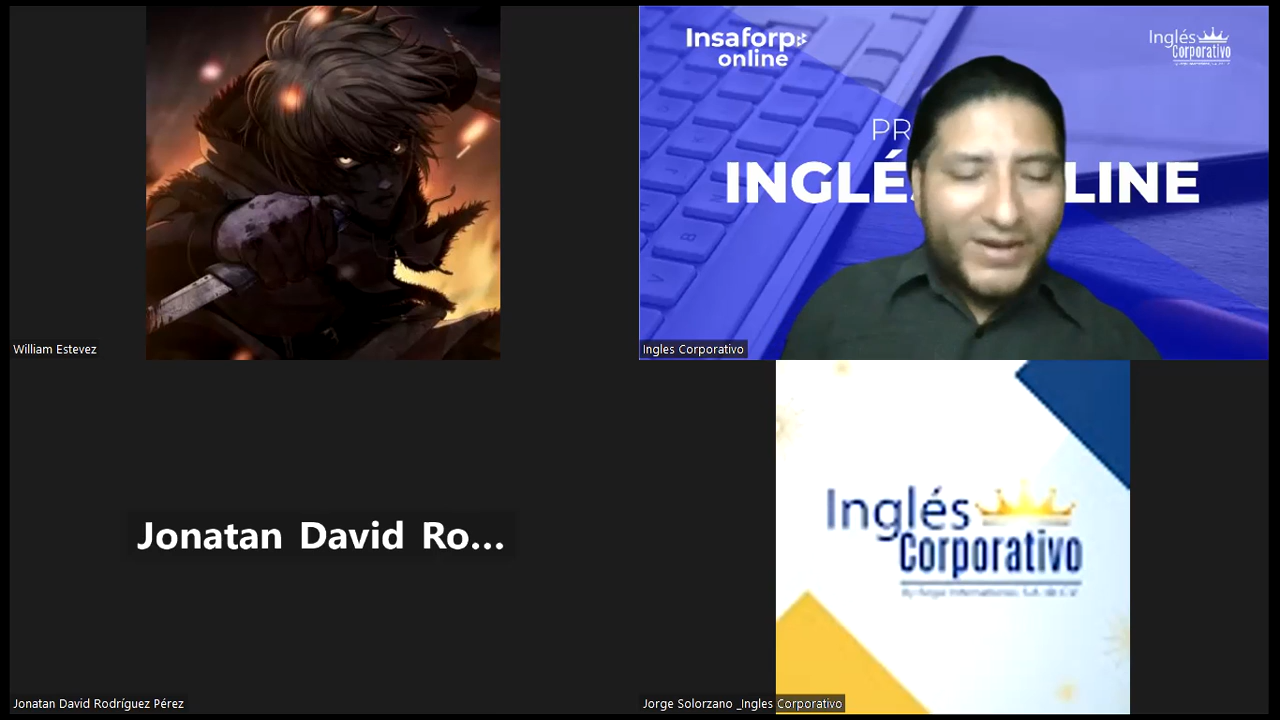 Insaforp
online
Inglés
Corporativo
PR
INGLÉ
LINE
William Estevez
Ingles Corporativo
Jonatan David Ro...
Inglés
Corporativo
Jonatan David Rodríguez Pérez
Jorge Solorzano _Ingles Corporativo